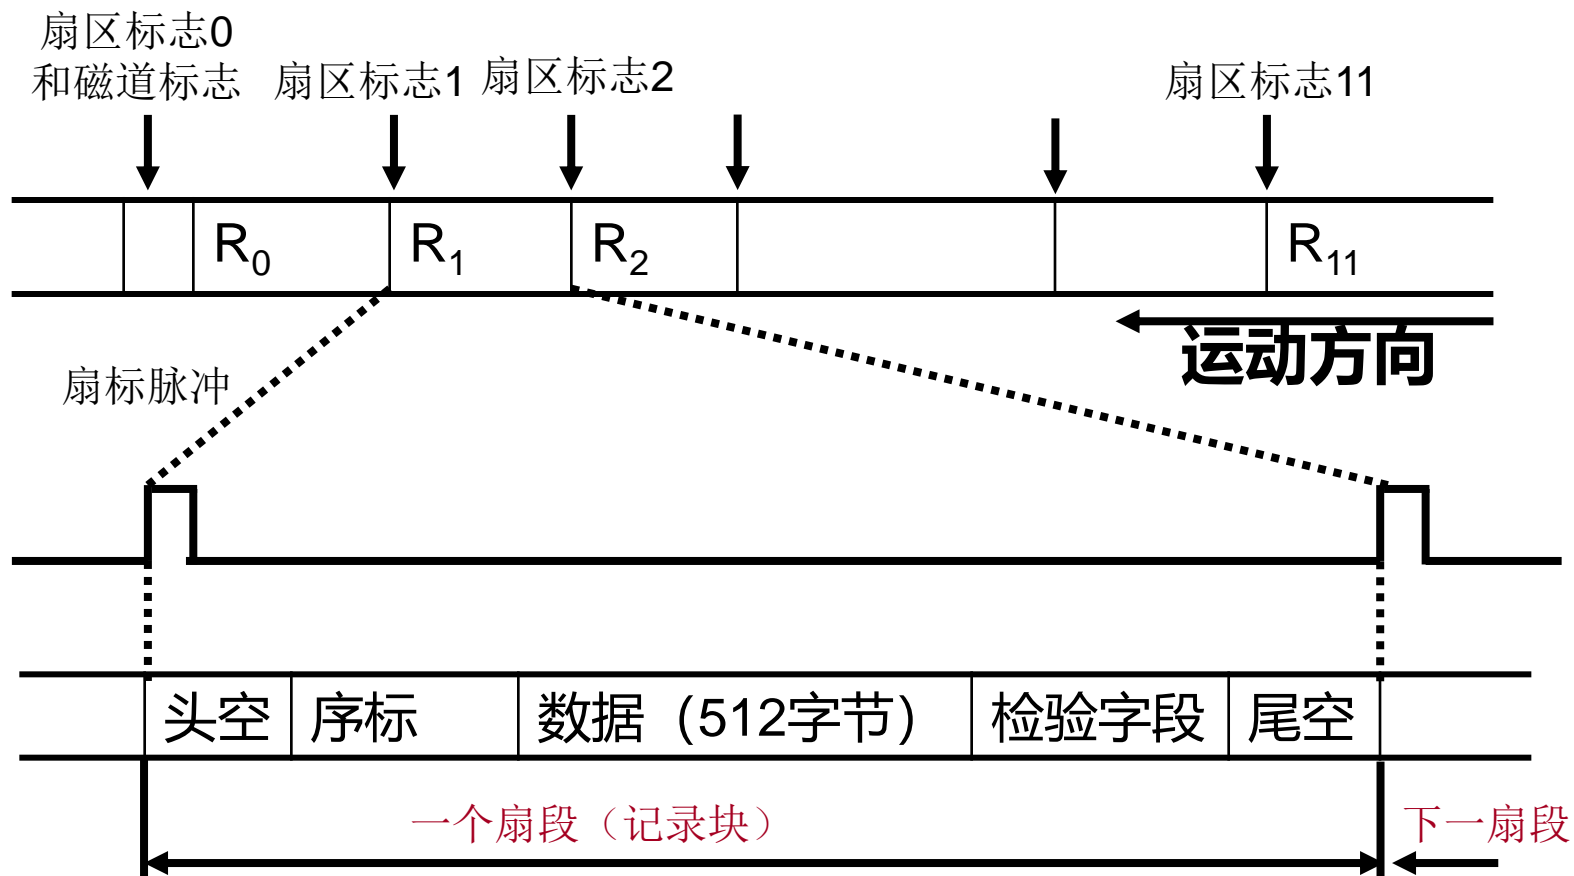 扇区标志0
和磁道标志
扇区标志1
扇区标志2
扇区标志11
R0
R1
R2
R11
运动方向
扇标脉冲
头空
序标
数据（512字节）
检验字段
尾空
一个扇段（记录块）
下一扇段